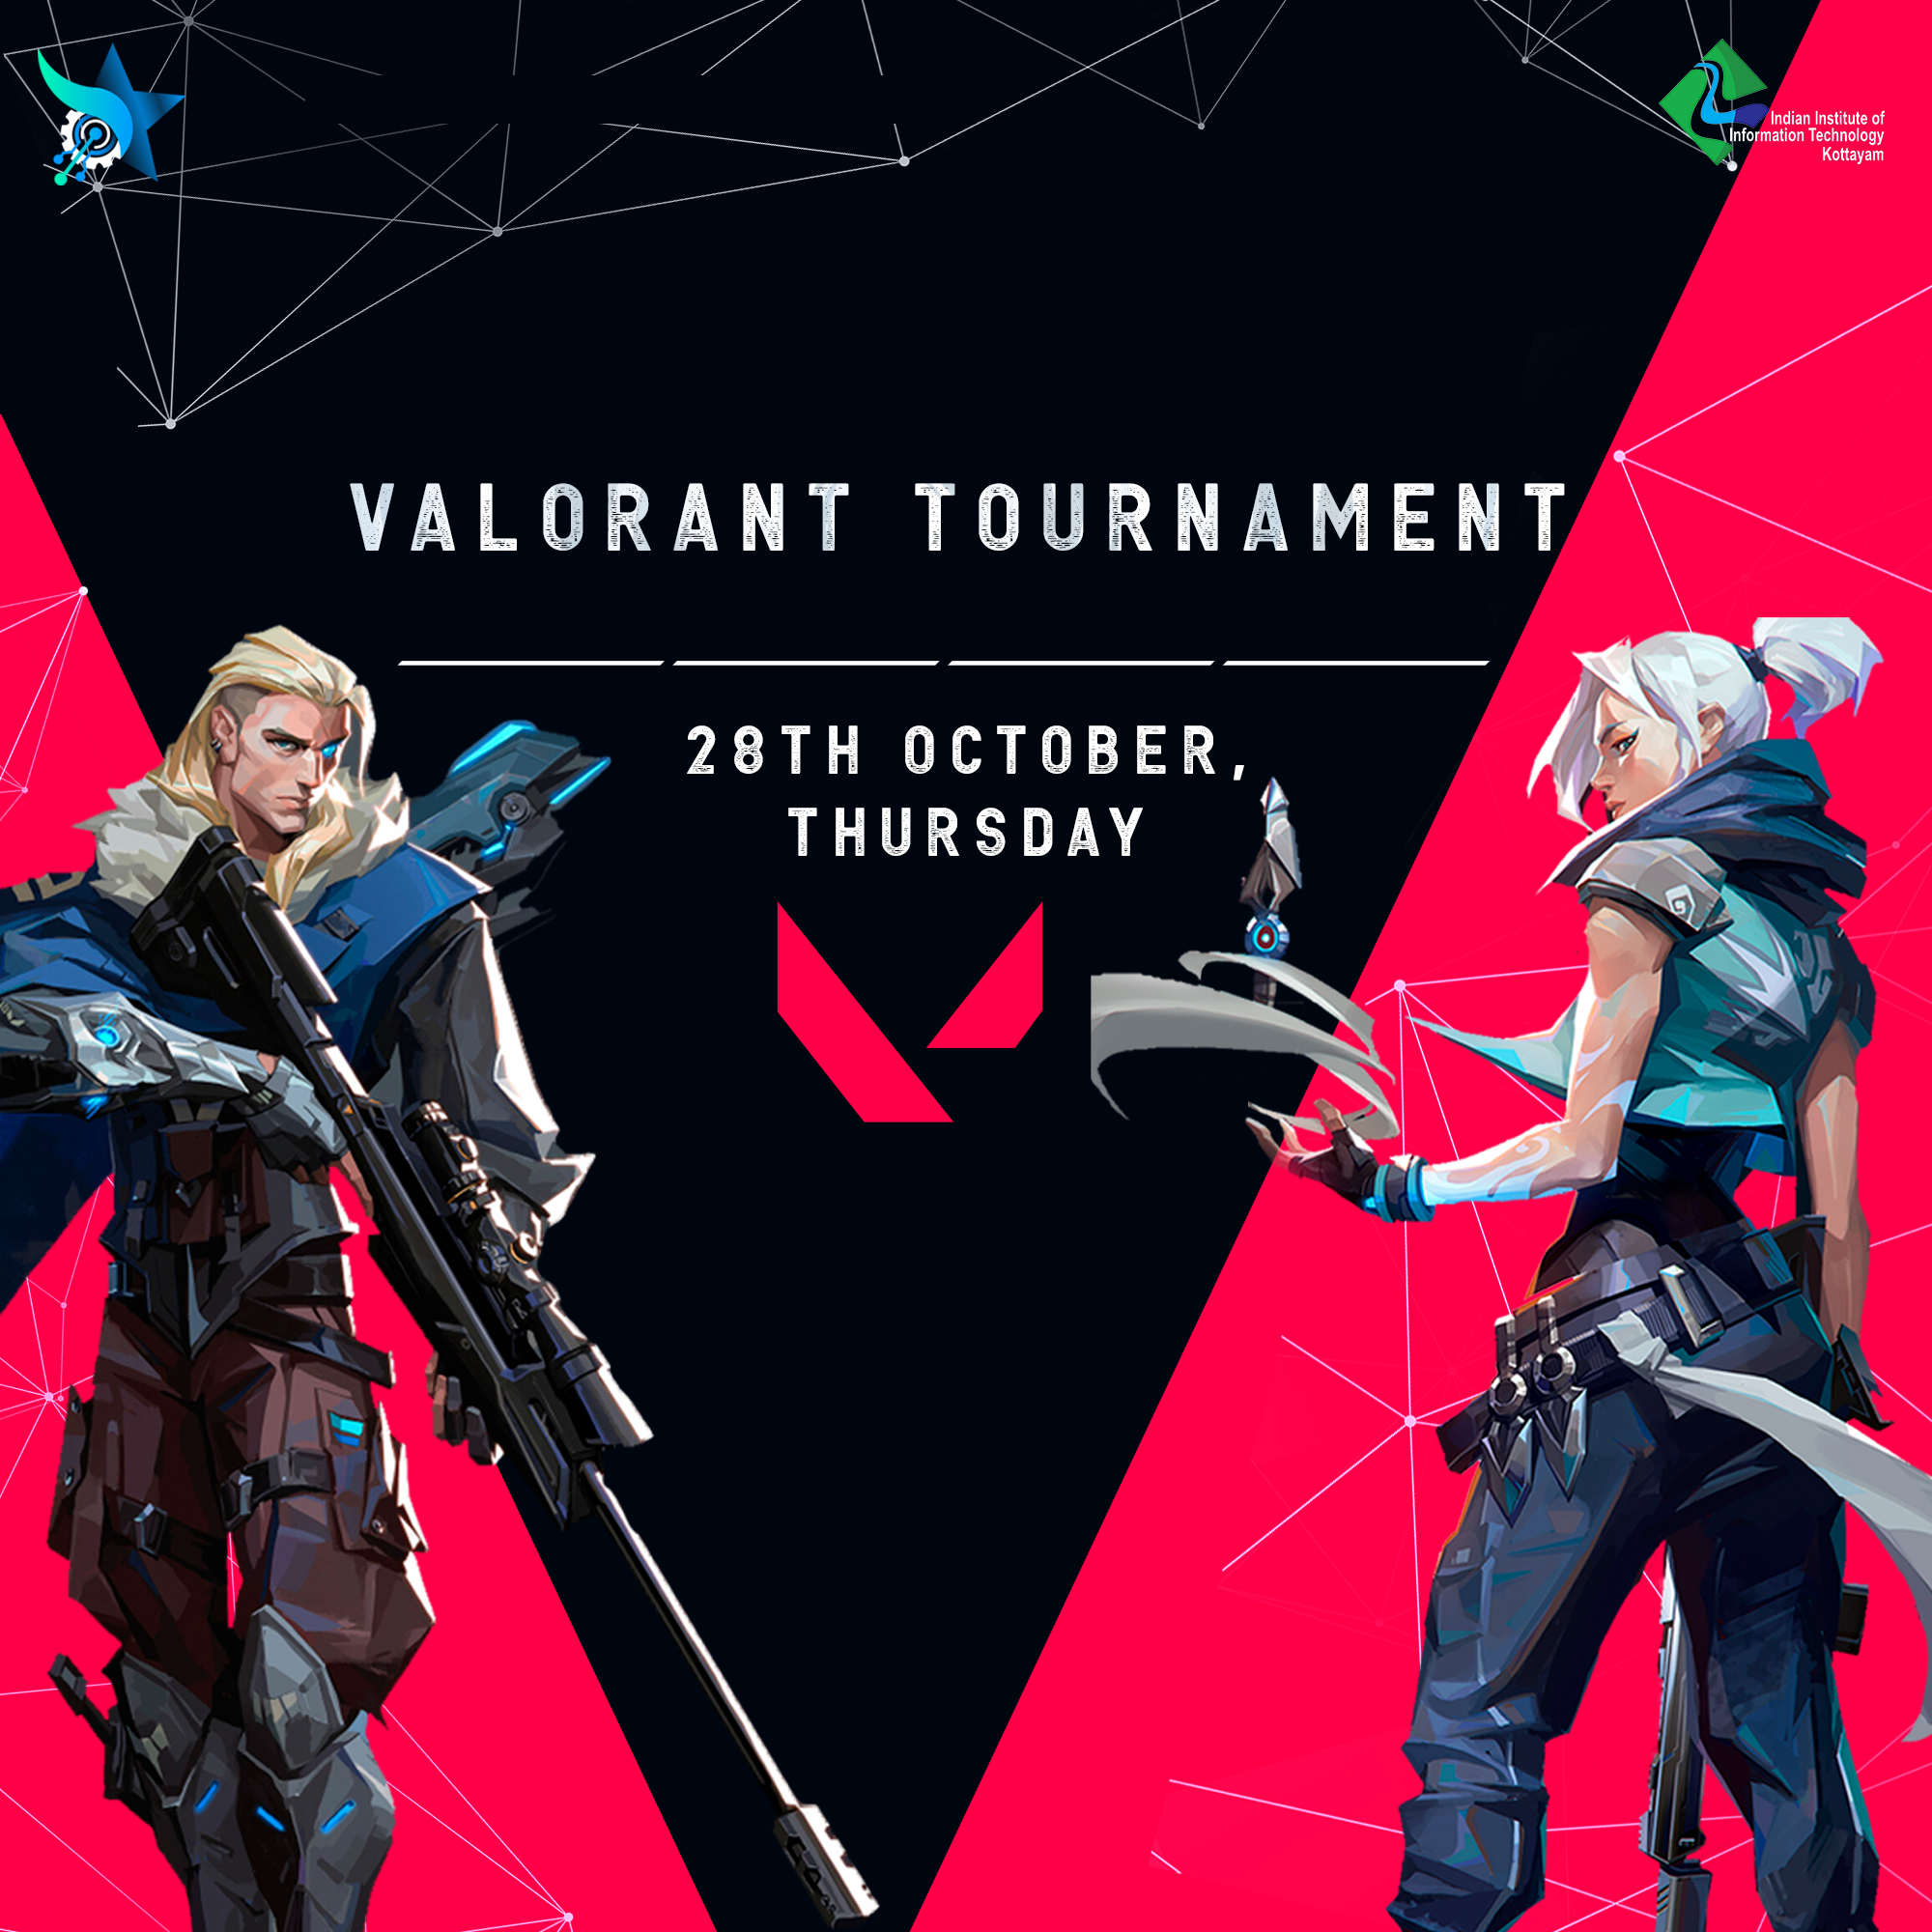 Indian Institute of
Information Technology
Kottayam
VALORANT TOURNAMENT
28TH OCTOBER,
THURSDAY